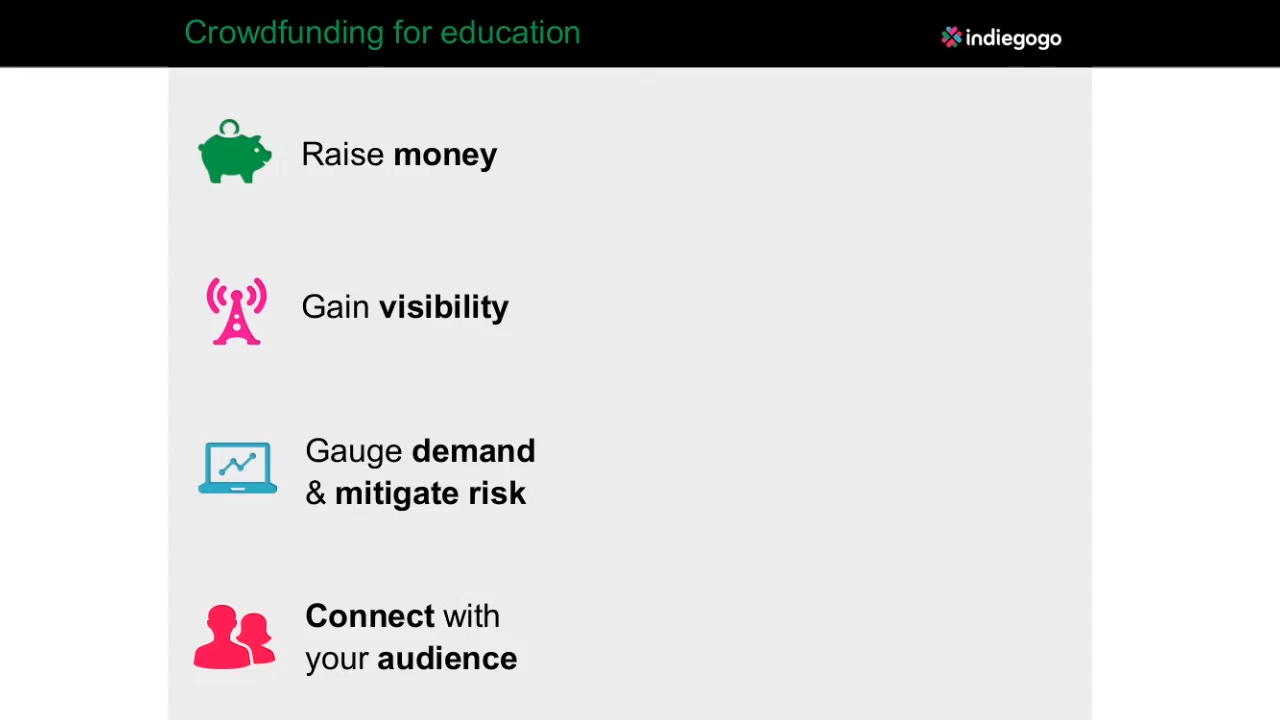 Crowdfunding for education
indiegogo
Raise money
Gain visibility
Gauge demand
& mitigate risk
Connect with
your audience